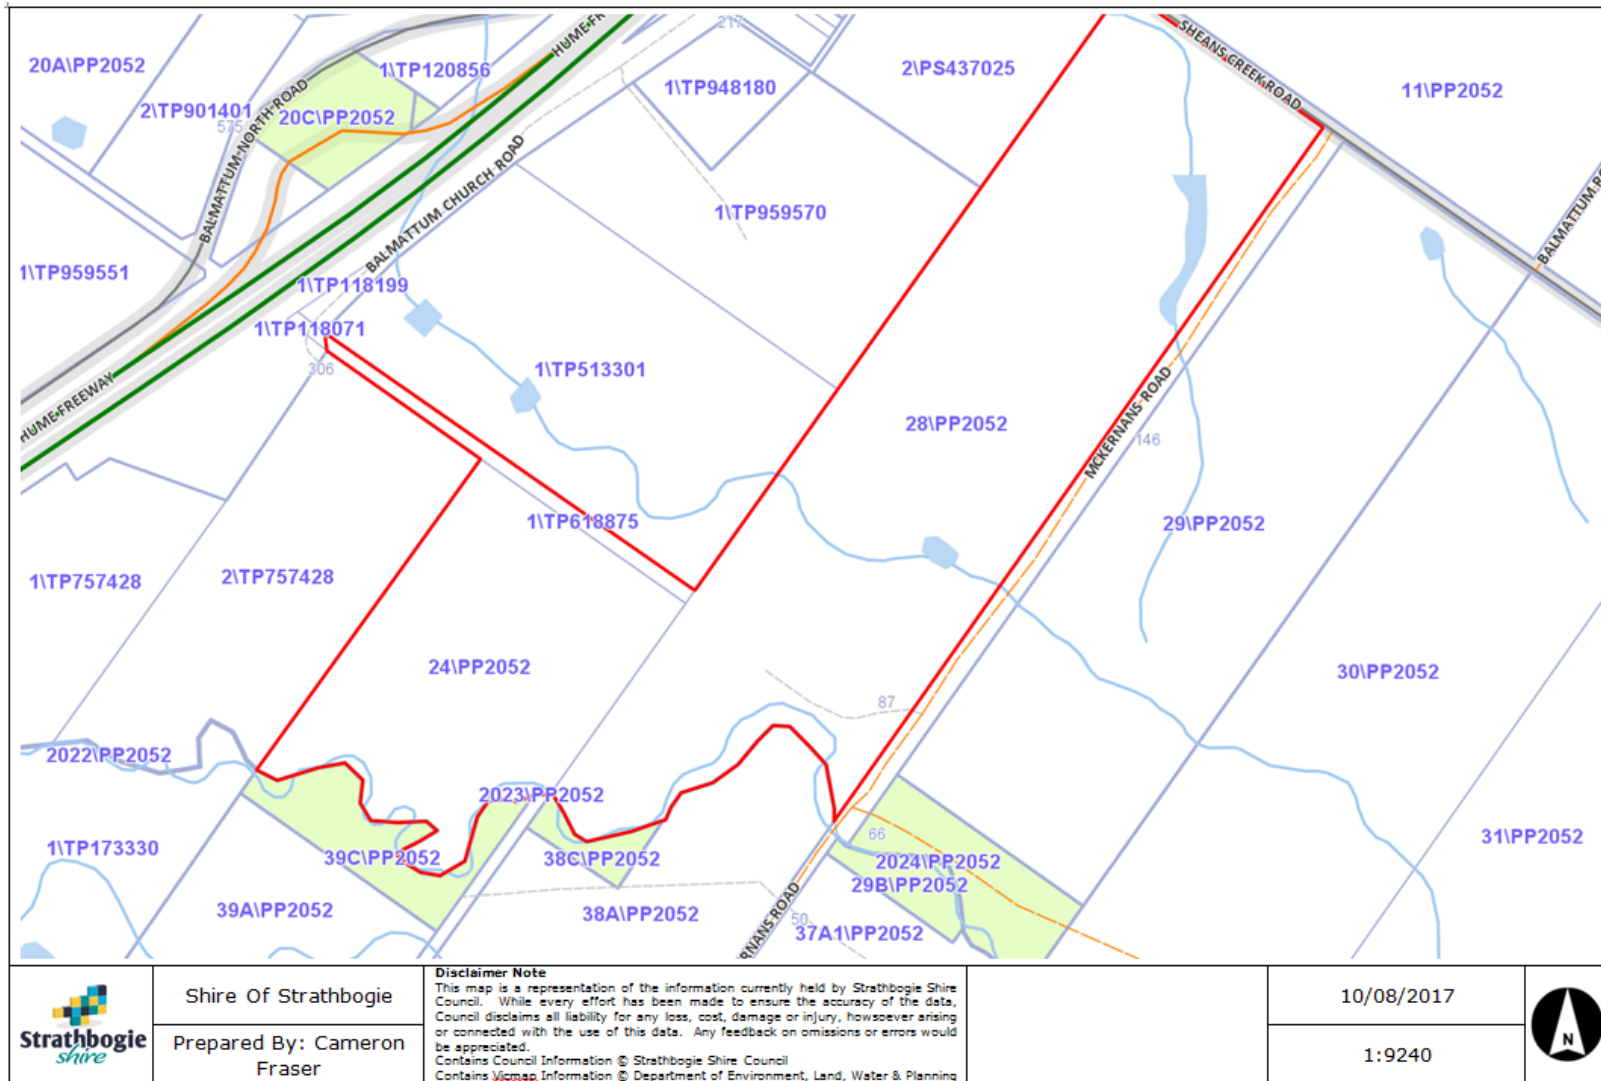 217
HUME-FR
SHEANS CREEK ROAD
20A\PP2052
1\TP120856
2\PS437025
1\TP948180
11\PP2052
2\TP901401
20C\PP2052
575
BALMATTUM-NORTH-ROAD
BALMATTUM-R
BALMATTUM CHURCH ROAD
1\TP959570
1\TP959551
1\TP118199
1\TP118071
306
1\TP513301
HUME-FREEWAY
28\PP2052
MCKERNANS ROAD
146
1\TP618875
29\PP2052
1\TP757428
2\TP757428
24\PP2052
30\PP2052
87
2022\PP2052
2023\PP2052
66
31\PP2052
1\TP173330
39C\PP2052
38C\PP2052
2024\PP2052
29B\PP2052
39A\PP2052
38A\PP2052
50
37A1\PP2052
RNANS ROAD
Strathbogie
shire
Shire Of Strathbogie
Prepared By: Cameron
Fraser
Disclaimer Note
This map is a representation of the information currently held by Strathbogie Shire
Council. While every effort has been made to ensure the accuracy of the data,
Council disclaims all liability for any loss, cost, damage or injury, howsoever arising
or connected with the use of this data. Any feedback on omissions or errors would
be appreciated.
Contains Council Information © Strathbogie Shire Council
Contains Vicmap Information © Department of Environment, Land, Water & Planning
10/08/2017
1:9240
N